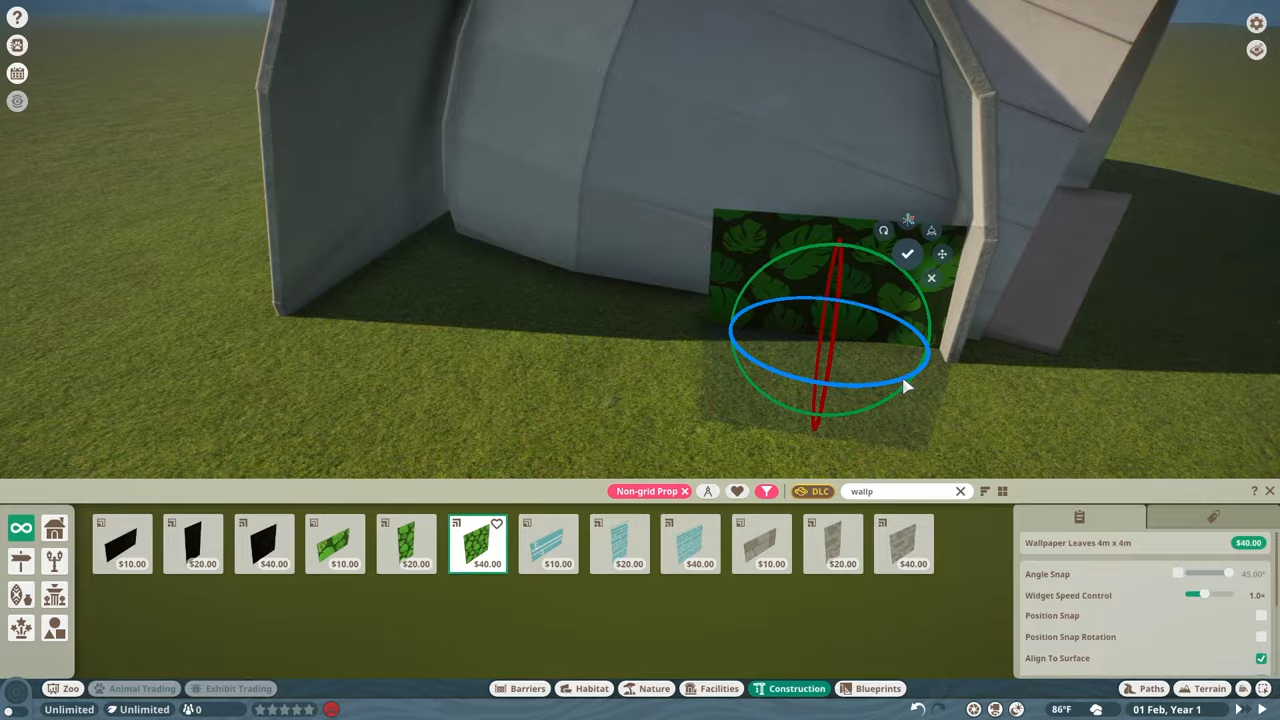 Non-grid Prop
DLC
wallp
$10.00
$20.00
$40.00
$10.00
$20.00
$40.00
$10.00
$20.00
$40.00
$10.00
$20.00
$40.00
Wallpaper Leaves 4m x 4m
$40.00
Angle Snap
45.00°
Widget Speed Control
1.0×
Position Snap
Position Snap Rotation
Align To Surface
Zoo
Animal Trading
Exhibit Trading
Barriers
Habitat
Nature
Facilities
Construction
Blueprints
Paths
Terrain
Unlimited
Unlimited
0
86°F
01 Feb, Year 1